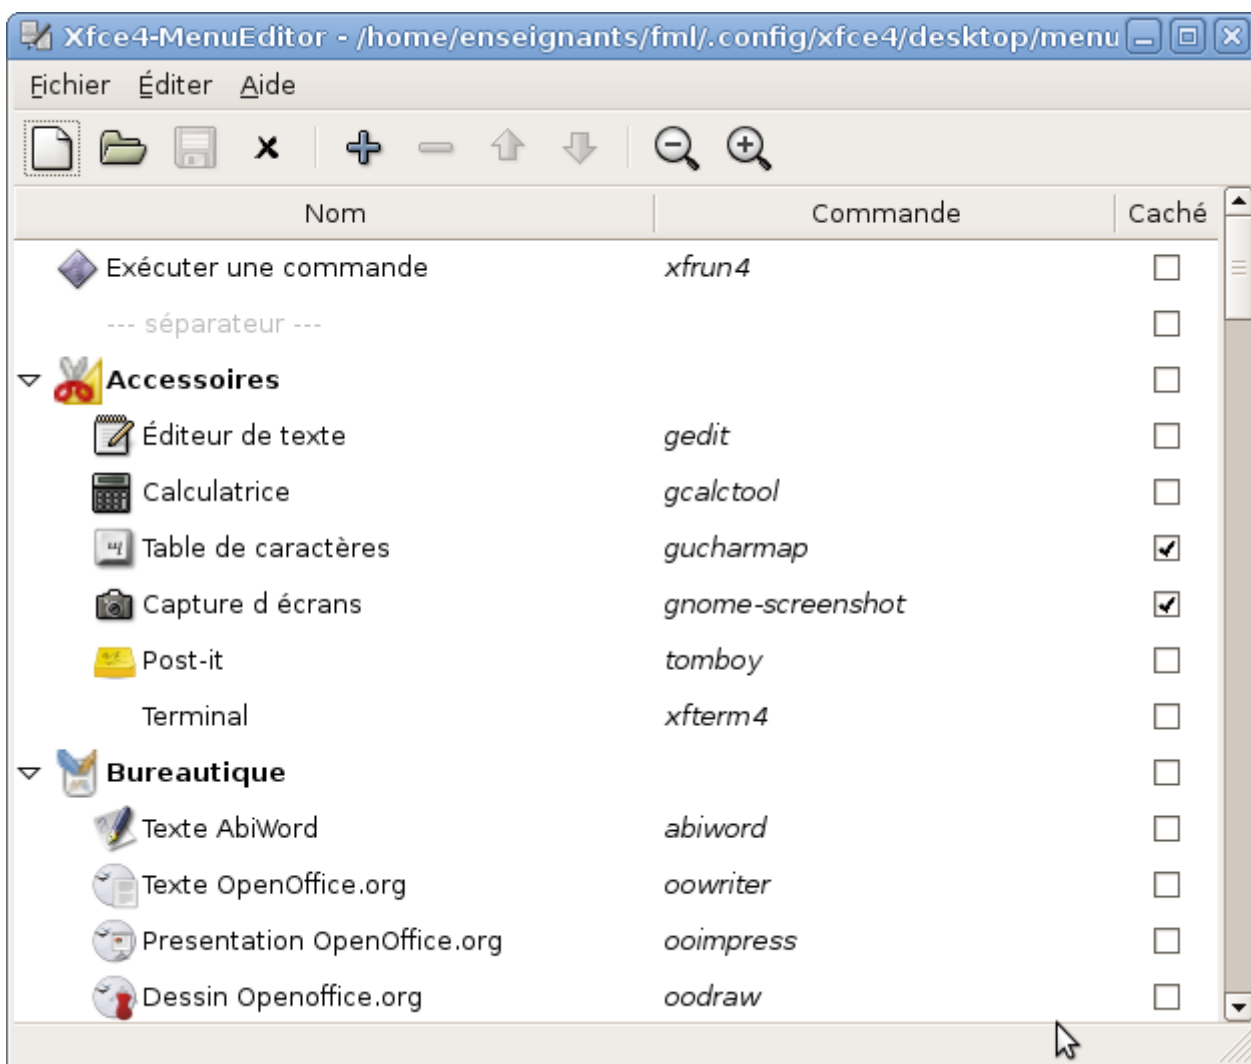 Xfce4-MenuEditor - /home/enseignants/fml/.config/xfce4/desktop/menu
Fichier Éditer Aide
Nom Commande Caché
Exécuter une commande xfrun4
--- séparateur ---
Accessoires
Éditeur de texte gedit
Calculatrice gcalctool
Table de caractères gucharmap
Capture d écrans gnome-screenshot
Post-it tomboy
Terminal xfterm4
Bureautique
Texte AbiWord abiword
Texte OpenOffice.org oowriter
Presentation OpenOffice.org ooimpress
Dessin Openoffice.org oodraw